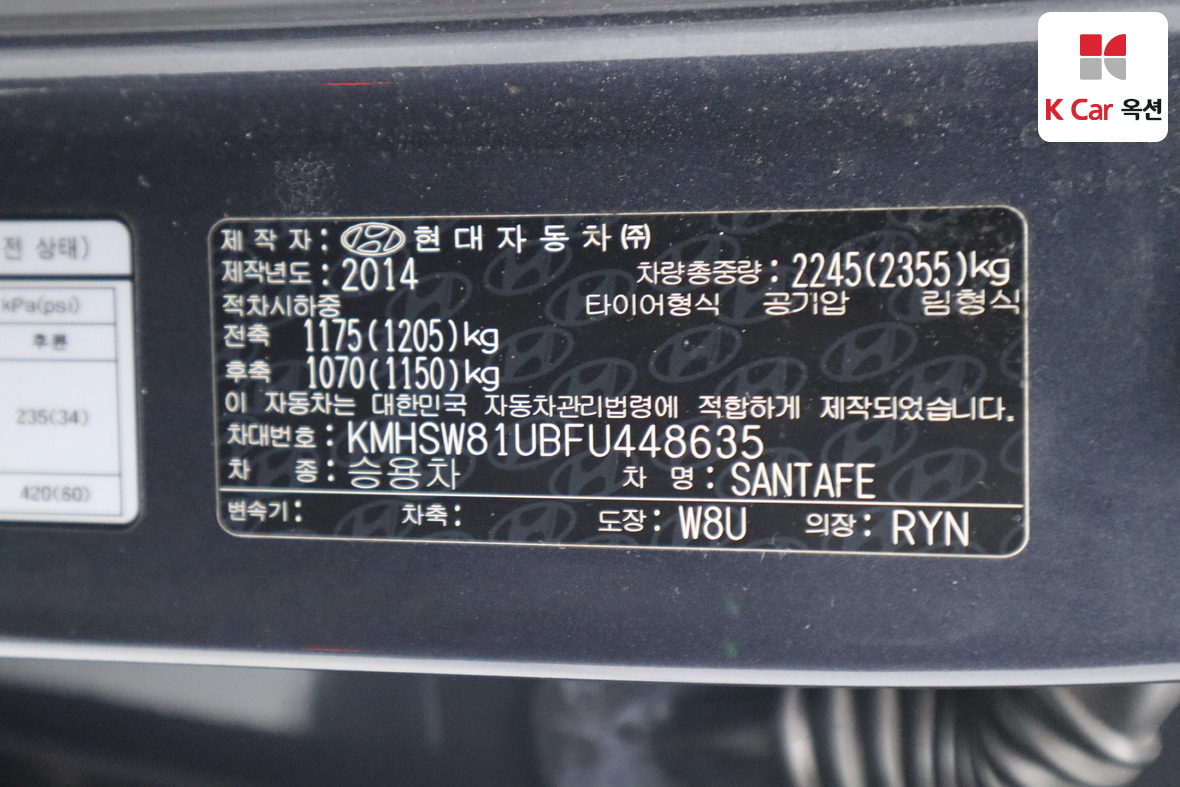 K Car 옥션
전 상태)
kPa(psi)
후륜
235(34)
420(60)
제 작 자 : 현 대 자 동 차 ㈜
제작년도 : 2014 차량총중량 : 2245(2355)kg
적차시하중 타이어형식 공기압 림형식
전축 1175(1205)kg
후축 1070(1150)kg
이 자동차는 대한민국 자동차관리법령에 적합하게 제작되었습니다.
차대번호 : KMHSW81UBFU448635
차 종 : 승용차 차 명 : SANTAFE
변속기 : 차축 : 도장 : W8U 의장 : RYN